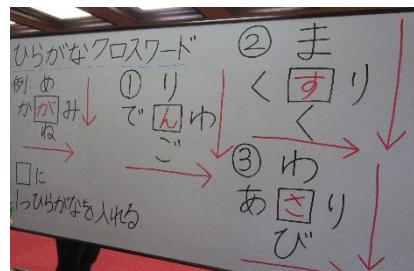 ひらがなクロスワード
例: め
かがみ
ね
□に
1つひらがなを入れる
① り
でんわ
ご
② ま
くすり
く
③ わ
あさり
び